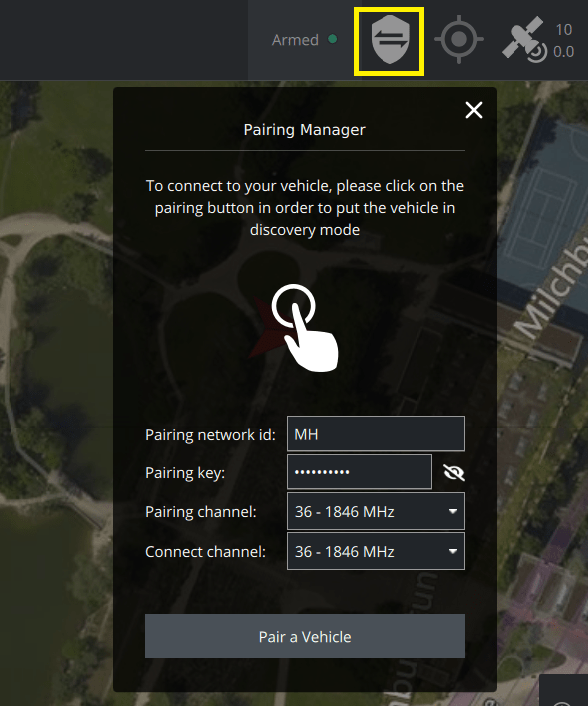 Armed
10
0.0
Pairing Manager
To connect to your vehicle, please click on the
pairing button in order to put the vehicle in
discovery mode
Pairing network id: MH
Pairing key: ••••••••••
Pairing channel: 36 - 1846 MHz
Connect channel: 36 - 1846 MHz
Pair a Vehicle